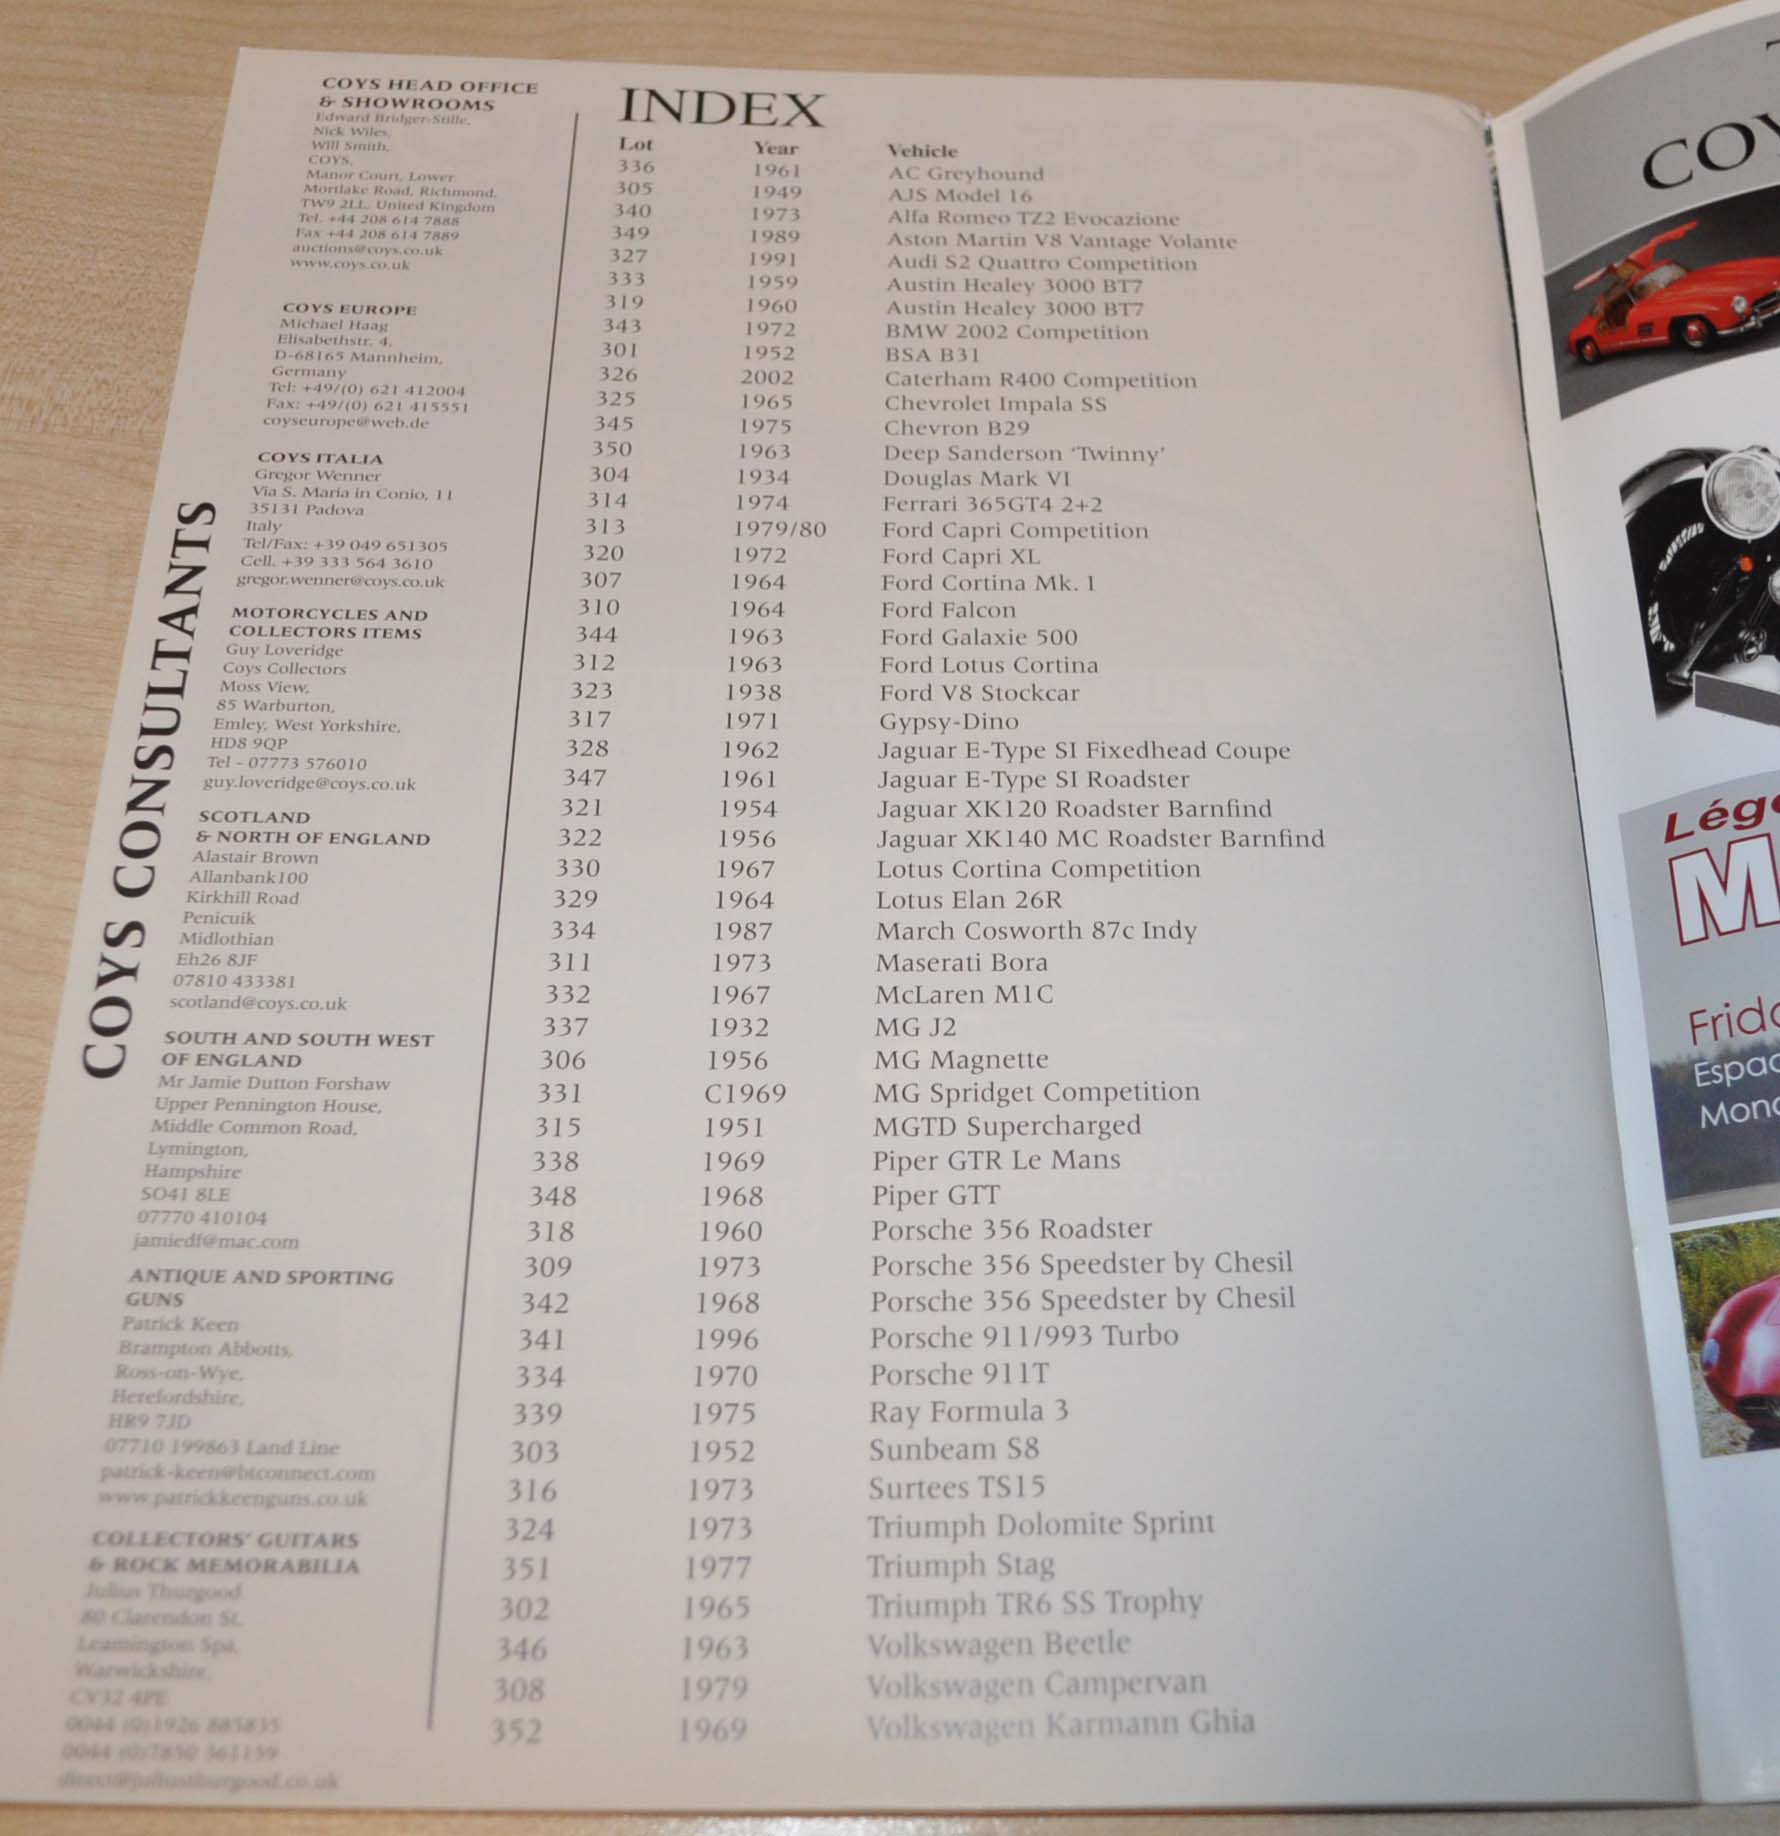 COYS CONSULTANTS
COYS HEAD OFFICE
& SHOWROOMS
Edward Bridger-Stille,
Nick Wiles,
Will Smith,
COYS,
Manor Court, Lower
Mortlake Road, Richmond,
TW9 2LL, United Kingdom
Tel. +44 208 614 7888
Fax +44 208 614 7889
auctions@coys.co.uk
www.coys.co.uk
COYS EUROPE
Michael Haag
Elisabethstr. 4,
D-68165 Mannheim,
Germany
Tel: +49/(0) 621 412004
Fax: +49/(0) 621 415551
coyseurope@web.de
COYS ITALIA
Gregor Wenner
Via S. Maria in Conio, 11
35131 Padova
Italy
Tel/Fax: +39 049 651305
Cell. +39 333 564 3610
gregor.wenner@coys.co.uk
MOTORCYCLES AND
COLLECTORS ITEMS
Guy Loveridge
Coys Collectors
Moss View,
85 Warburton,
Emley, West Yorkshire,
HD8 9QP
Tel - 07773 576010
guy.loveridge@coys.co.uk
SCOTLAND
& NORTH OF ENGLAND
Alastair Brown
Allanbank100
Kirkhill Road
Penicuik
Midlothian
Eh26 8JF
07810 433381
scotland@coys.co.uk
SOUTH AND SOUTH WEST
OF ENGLAND
Mr Jamie Dutton Forshaw
Upper Pennington House,
Middle Common Road,
Lymington,
Hampshire
SO41 8LE
07770 410104
jamiedf@mac.com
ANTIQUE AND SPORTING
GUNS
Patrick Keen
Brampton Abbotts,
Ross-on-Wye,
Herefordshire,
HR9 7JD
07710 199863 Land Line
patrick-keen@btconnect.com
www.patrickkeenguns.co.uk
COLLECTORS' GUITARS
& ROCK MEMORABILIA
Julius Thurgood
80 Clarendon St,
Leamington Spa,
Warwickshire,
CV32 4PE
0044 (0)1926 885835
0044 (0)7850 361159
direct@juliusthurgood.co.uk
INDEX
Lot Year Vehicle
336 1961 AC Greyhound
305 1949 AJS Model 16
340 1973 Alfa Romeo TZ2 Evocazione
349 1989 Aston Martin V8 Vantage Volante
327 1991 Audi S2 Quattro Competition
333 1959 Austin Healey 3000 BT7
319 1960 Austin Healey 3000 BT7
343 1972 BMW 2002 Competition
301 1952 BSA B31
326 2002 Caterham R400 Competition
325 1965 Chevrolet Impala SS
345 1975 Chevron B29
350 1963 Deep Sanderson ‘Twinny’
304 1934 Douglas Mark VI
314 1974 Ferrari 365GT4 2+2
313 1979/80 Ford Capri Competition
320 1972 Ford Capri XL
307 1964 Ford Cortina Mk. I
310 1964 Ford Falcon
344 1963 Ford Galaxie 500
312 1963 Ford Lotus Cortina
323 1938 Ford V8 Stockcar
317 1971 Gypsy-Dino
328 1962 Jaguar E-Type SI Fixedhead Coupe
347 1961 Jaguar E-Type SI Roadster
321 1954 Jaguar XK120 Roadster Barnfind
322 1956 Jaguar XK140 MC Roadster Barnfind
330 1967 Lotus Cortina Competition
329 1964 Lotus Elan 26R
334 1987 March Cosworth 87c Indy
311 1973 Maserati Bora
332 1967 McLaren M1C
337 1932 MG J2
306 1956 MG Magnette
331 C1969 MG Spridget Competition
315 1951 MGTD Supercharged
338 1969 Piper GTR Le Mans
348 1968 Piper GTT
318 1960 Porsche 356 Roadster
309 1973 Porsche 356 Speedster by Chesil
342 1968 Porsche 356 Speedster by Chesil
341 1996 Porsche 911/993 Turbo
334 1970 Porsche 911T
339 1975 Ray Formula 3
303 1952 Sunbeam S8
316 1973 Surtees TS15
324 1973 Triumph Dolomite Sprint
351 1977 Triumph Stag
302 1965 Triumph TR6 SS Trophy
346 1963 Volkswagen Beetle
308 1979 Volkswagen Campervan
352 1969 Volkswagen Karmann Ghia
COY
Lége
M
Frida
Espac
Mona